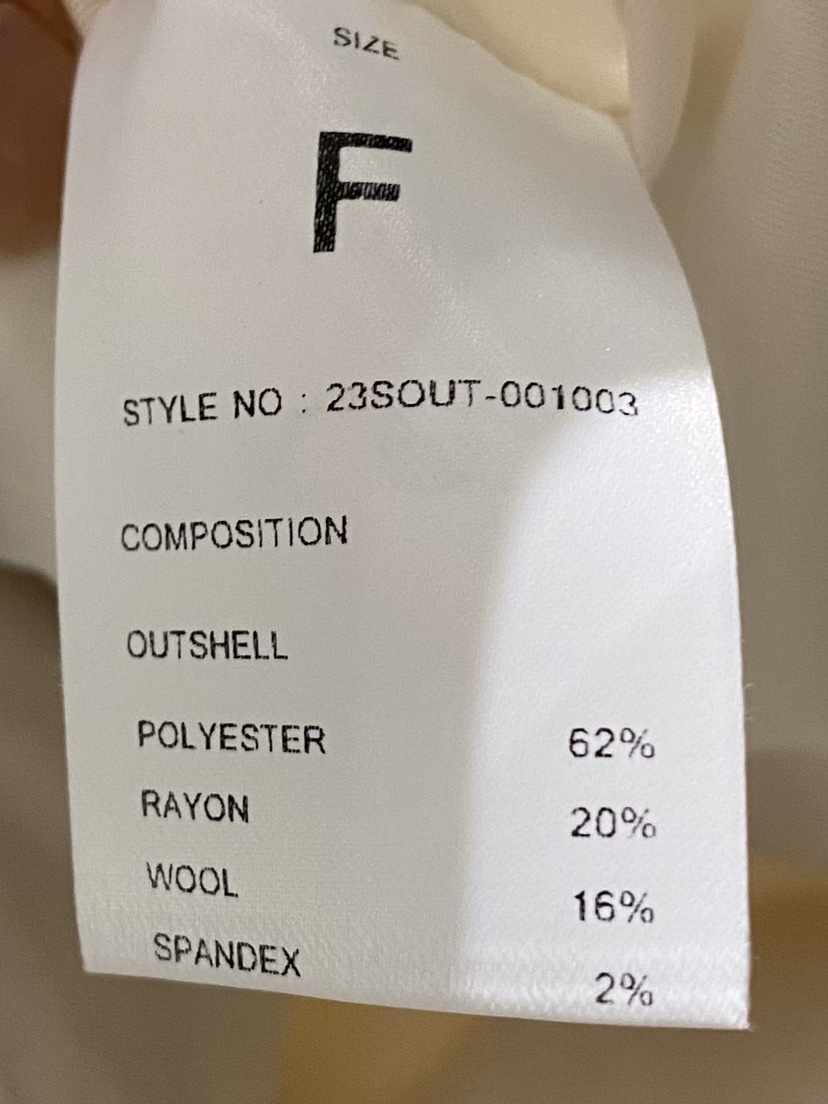 SIZE
F
STYLE NO : 23SOUT-001003
COMPOSITION
OUTSHELL
POLYESTER 62%
RAYON 20%
WOOL 16%
SPANDEX 2%